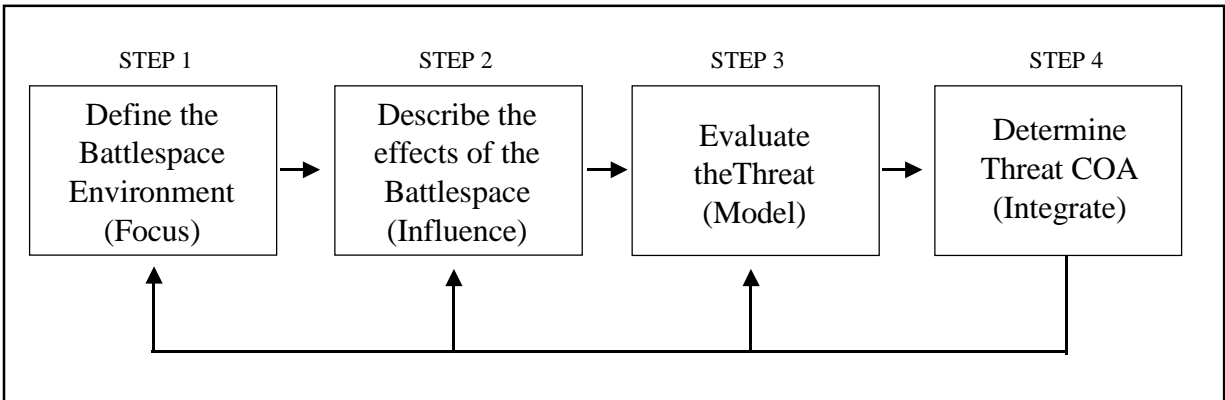 STEP 1
Define the
Battlespace
Environment
(Focus)
STEP 2
Describe the
effects of the
Battlespace
(Influence)
STEP 3
Evaluate
theThreat
(Model)
STEP 4
Determine
Threat COA
(Integrate)